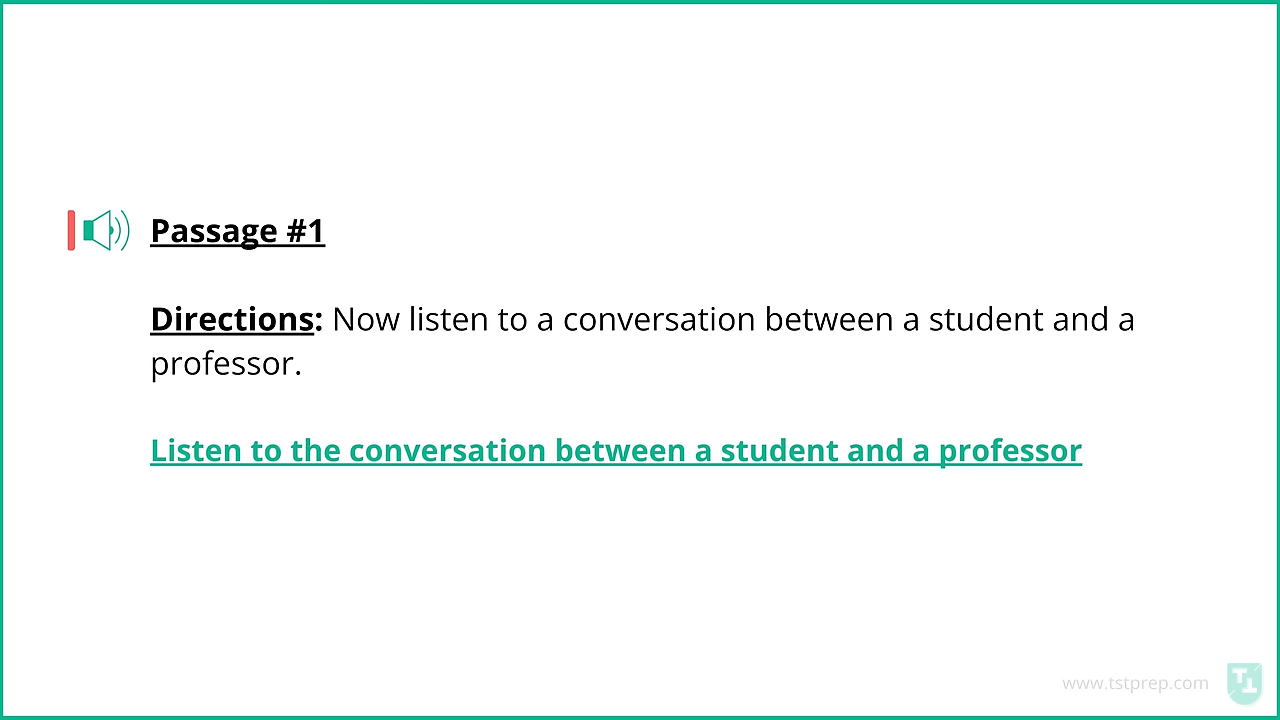 Passage #1
Directions: Now listen to a conversation between a student and a
professor.
Listen to the conversation between a student and a professor
www.tstprep.com